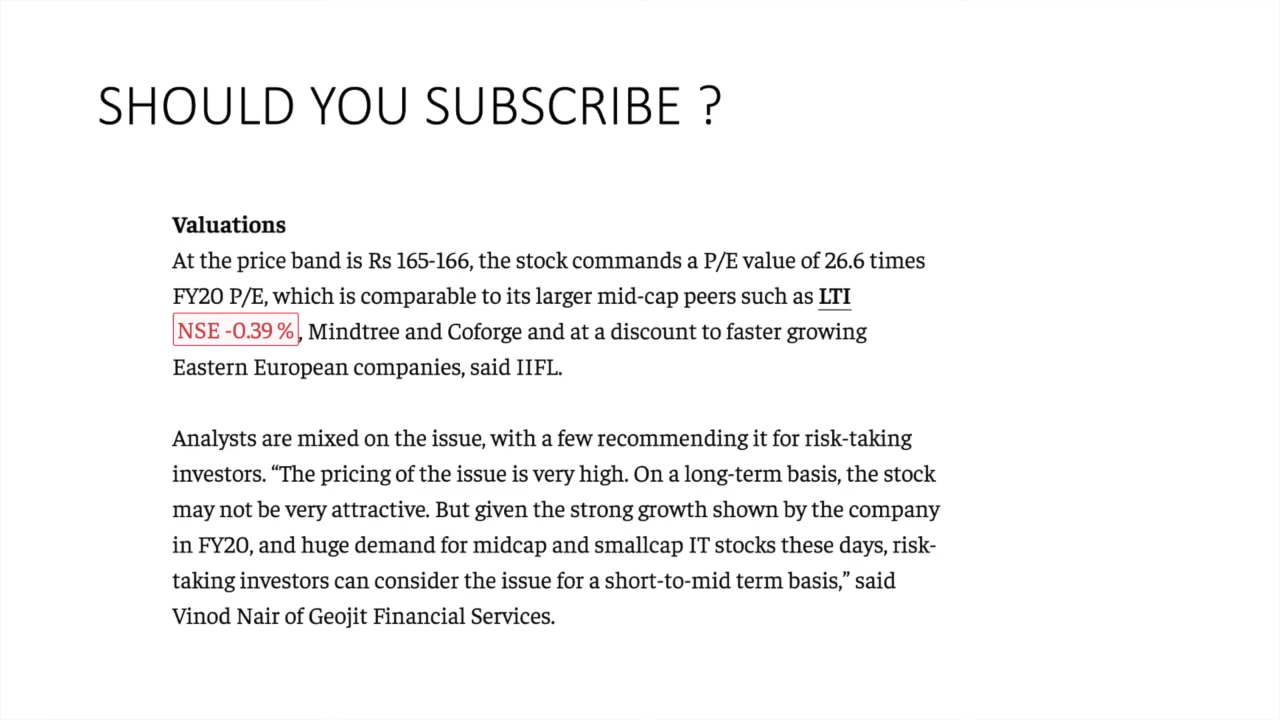 SHOULD YOU SUBSCRIBE ?
Valuations
At the price band is Rs 165-166, the stock commands a P/E value of 26.6 times
FY20 P/E, which is comparable to its larger mid-cap peers such as LTI
NSE -0.39 %, Mindtree and Coforge and at a discount to faster growing
Eastern European companies, said IIFL.
Analysts are mixed on the issue, with a few recommending it for risk-taking
investors. “The pricing of the issue is very high. On a long-term basis, the stock
may not be very attractive. But given the strong growth shown by the company
in FY20, and huge demand for midcap and smallcap IT stocks these days, risk-
taking investors can consider the issue for a short-to-mid term basis,” said
Vinod Nair of Geojit Financial Services.